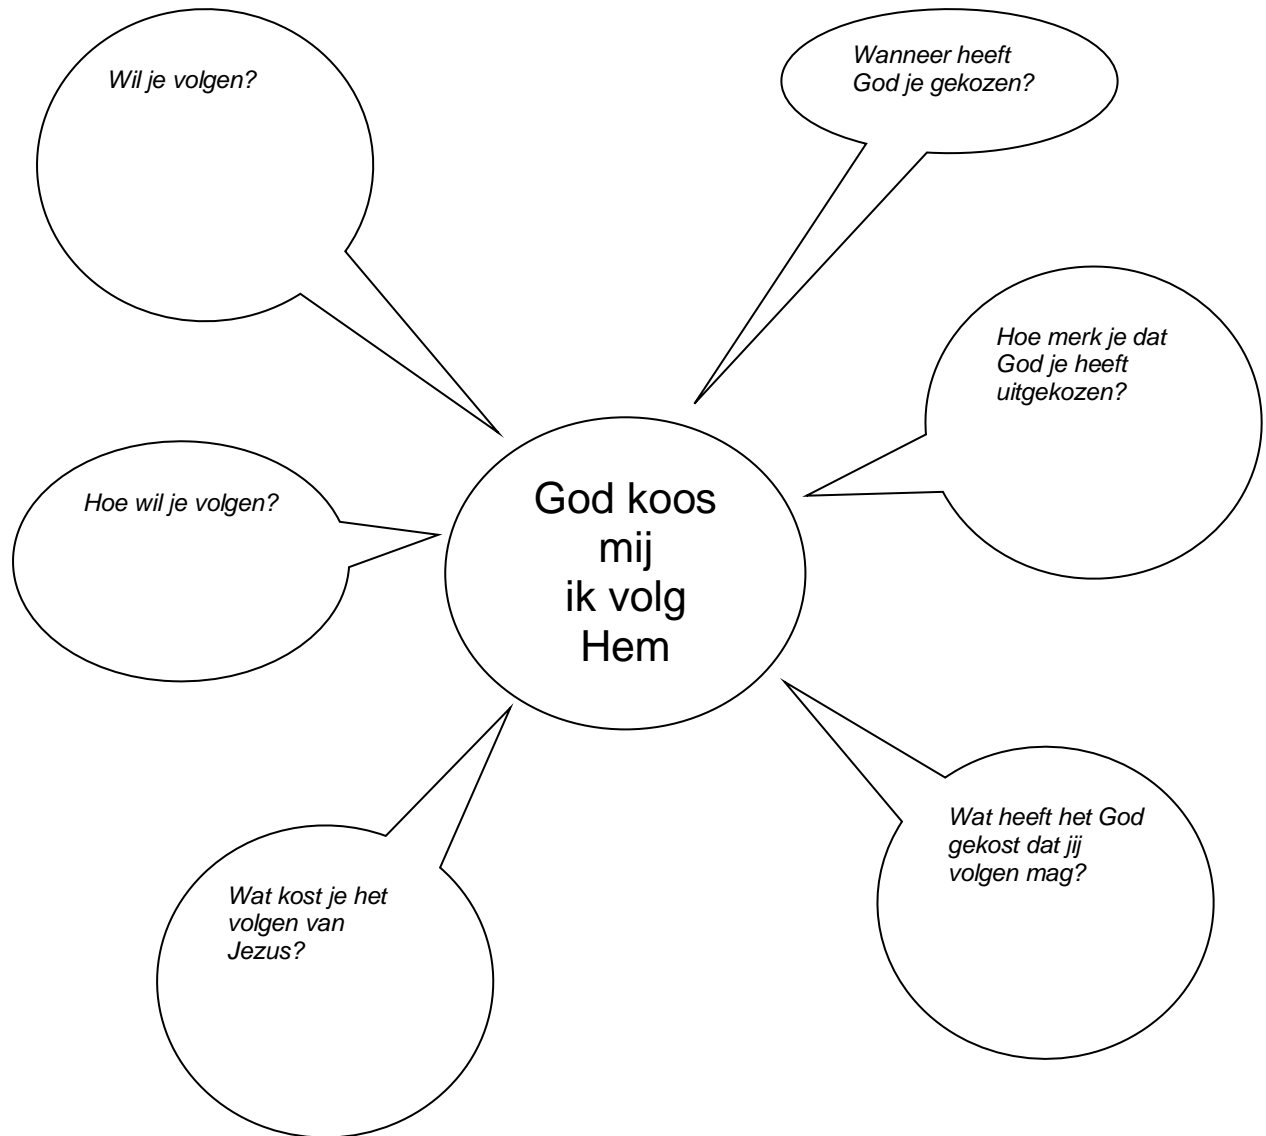 Wil je volgen?
Wanneer heeft
God je gekozen?
Hoe merk je dat
God je heeft
uitgekozen?
Hoe wil je volgen?
God koos
mij
ik volg
Hem
Wat heeft het God
gekost dat jij
volgen mag?
Wat kost je het
volgen van
Jezus?